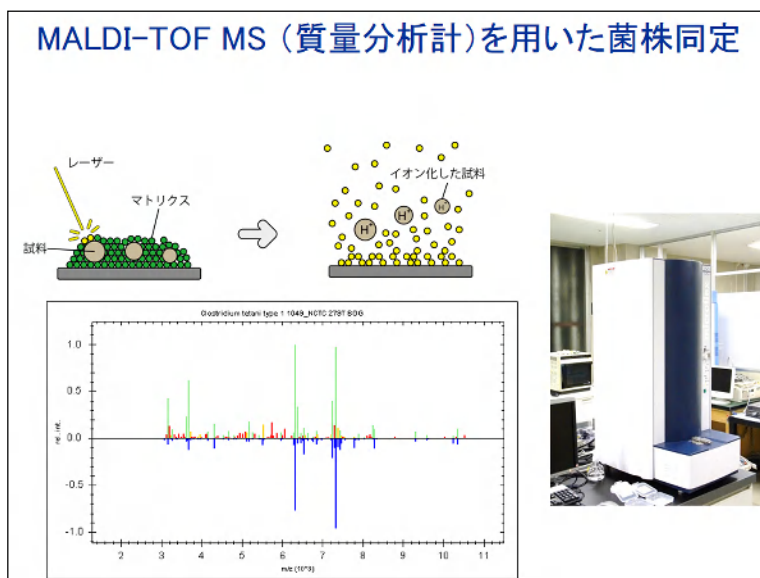 MALDI-TOF MS（質量分析計）を用いた菌株同定
レーザー
マトリクス
試料
イオン化した試料
H+
H+
H+
Clostridium tetani type 1 104B_NCTC 279T BOG
1.0
0.5
0.0
-0.5
-1.0
rel. int.
2 3 4 5 6 7 8 9 10 11
m/z (10^3)